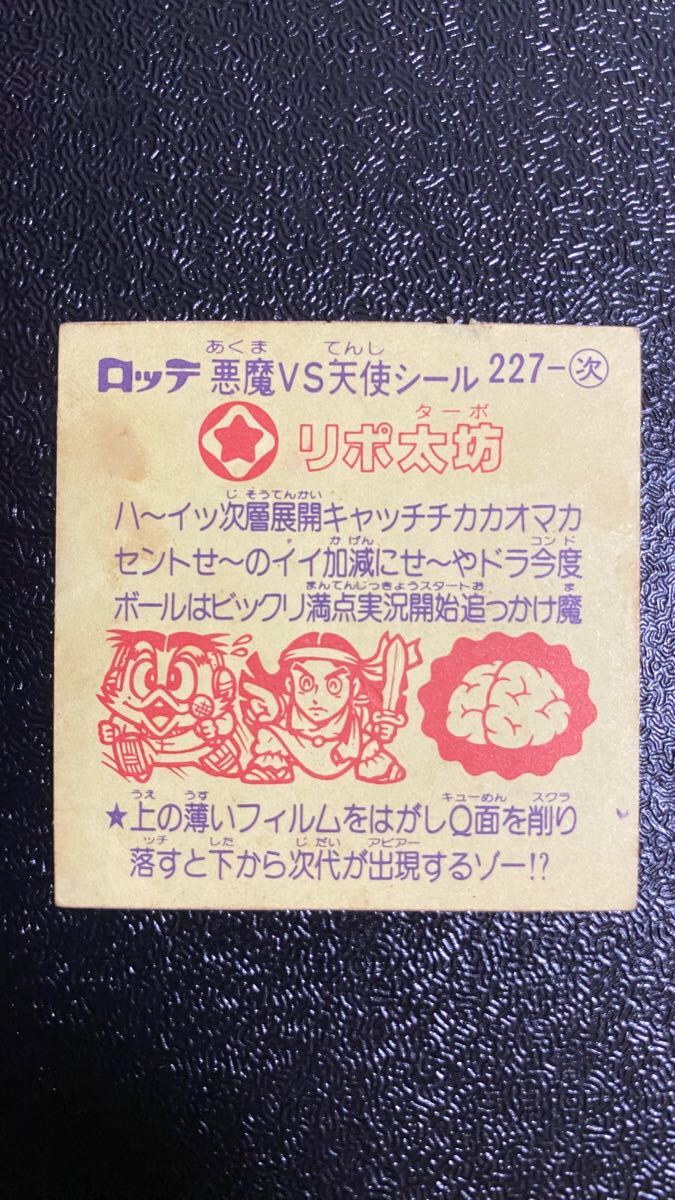 あくま てんし
ロッテ 悪魔VS天使シール 227-次
ターボ
リポ太坊
じそうてんかい
ハ〜イッ次層展開キャッチチカカオマカ
かげん コンド
セントせ〜のイイ加減にせ〜やドラ今度
まんてんじっきょうスタートお ま
ボールはビックリ満点実況開始追っかけ魔
うえ うす キューめん スクラ
★上の薄いフィルムをはがしQ面を削り
ッチ した じだい アピアー
落すと下から次代が出現するゾー!?